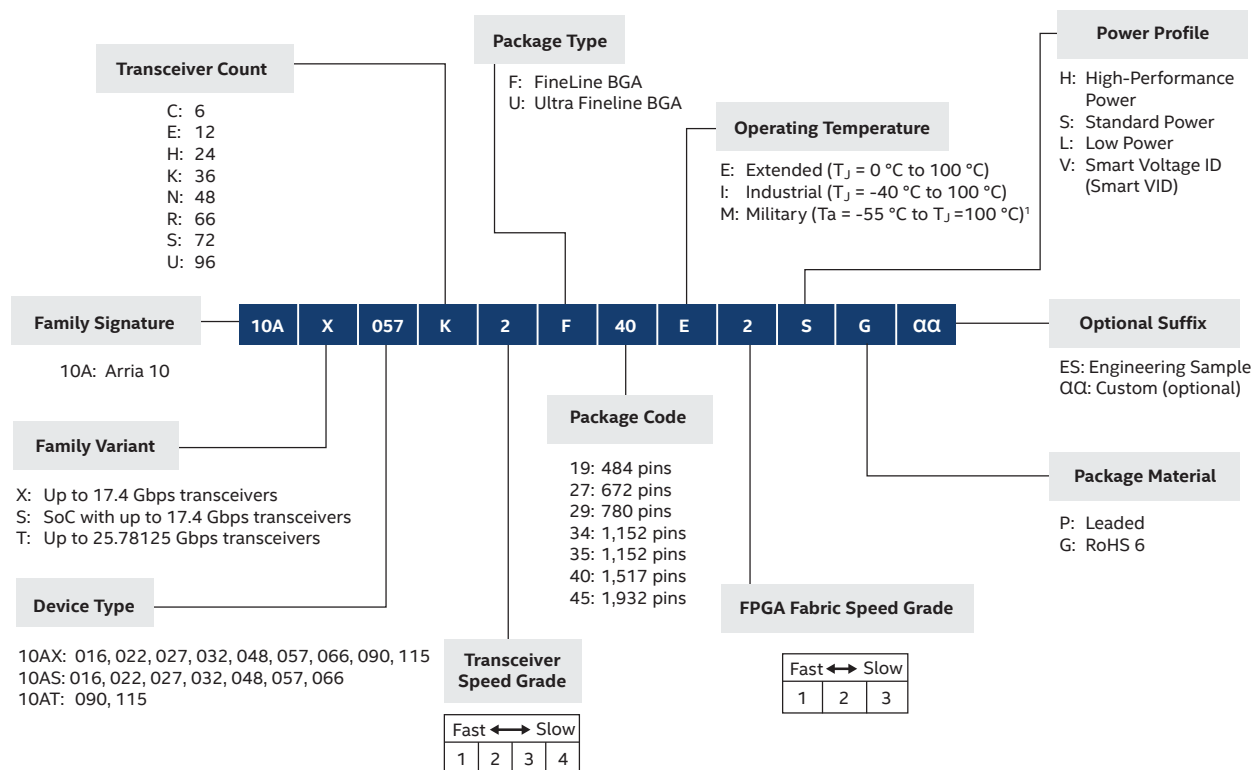 Transceiver Count
C: 6
E: 12
H: 24
K: 36
N: 48
R: 66
S: 72
U: 96
Package Type
F: FineLine BGA
U: Ultra Fineline BGA
Operating Temperature
E: Extended (TJ = 0 °C to 100 °C)
I: Industrial (TJ = -40 °C to 100 °C)
M: Military (Ta = -55 °C to TJ =100 °C)¹
Power Profile
H: High-Performance
Power
S: Standard Power
L: Low Power
V: Smart Voltage ID
(Smart VID)
Family Signature
10A: Arria 10
10A X 057 K 2 F 40 E 2 S G αα
Optional Suffix
ES: Engineering Sample
αα: Custom (optional)
Family Variant
X: Up to 17.4 Gbps transceivers
S: SoC with up to 17.4 Gbps transceivers
T: Up to 25.78125 Gbps transceivers
Device Type
10AX: 016, 022, 027, 032, 048, 057, 066, 090, 115
10AS: 016, 022, 027, 032, 048, 057, 066
10AT: 090, 115
Transceiver
Speed Grade
Fast ↔ Slow
1 2 3 4
Package Code
19: 484 pins
27: 672 pins
29: 780 pins
34: 1,152 pins
35: 1,152 pins
40: 1,517 pins
45: 1,932 pins
FPGA Fabric Speed Grade
Fast ↔ Slow
1 2 3
Package Material
P: Leaded
G: RoHS 6